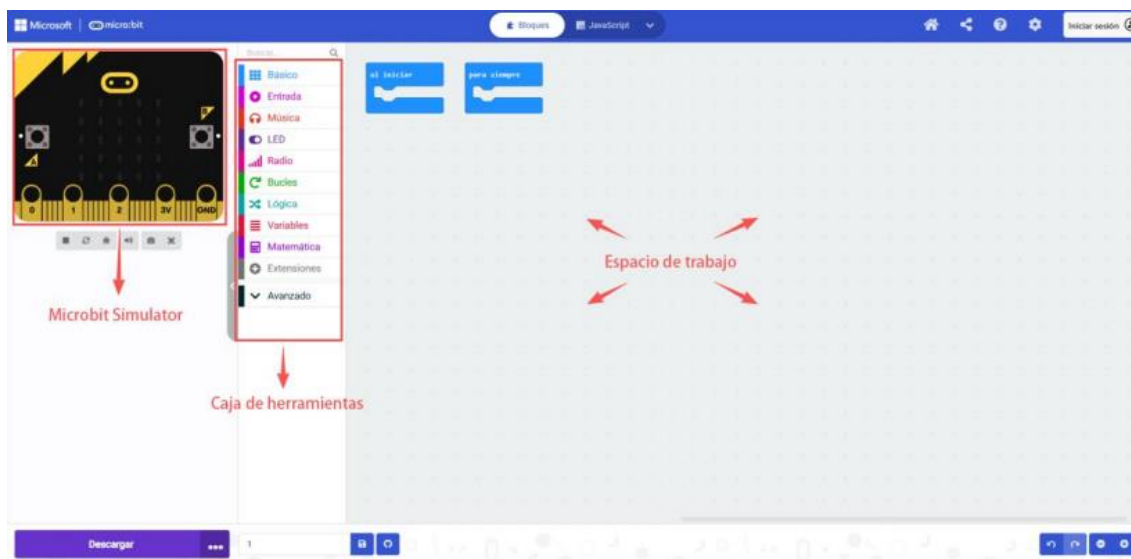 Microsoft | micro:bit
Bloques
JavaScript
Iniciar sesión
Buscar...
Básico
Entrada
Música
LED
Radio
Bucles
Lógica
Variables
Matemática
Extensiones
Avanzado
al iniciar
para siempre
B
A
0 1 2 3V GND
Microbit Simulator
Caja de herramientas
Espacio de trabajo
Descargar
1